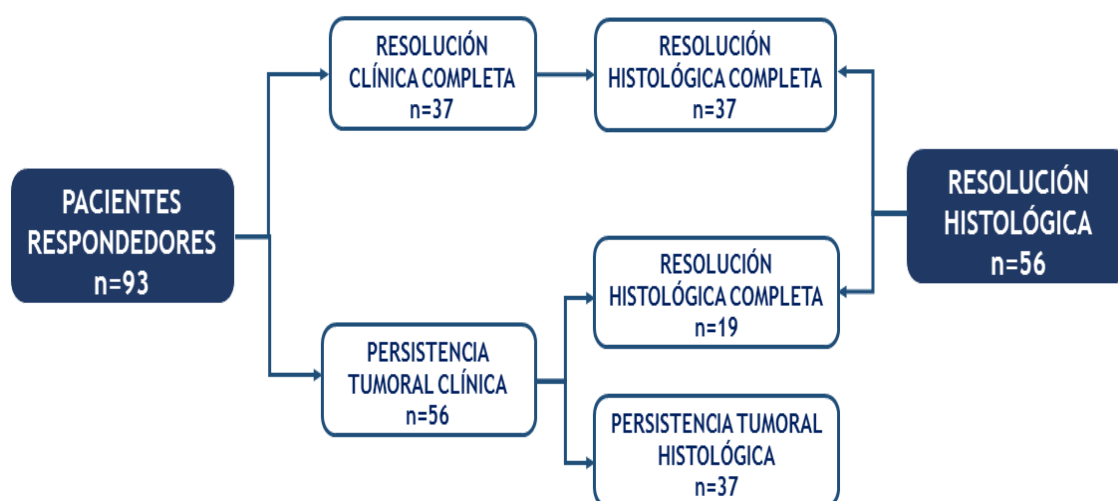 PACIENTES
RESPONDEDORES
n=93
RESOLUCIÓN
CLÍNICA COMPLETA
n=37
RESOLUCIÓN
HISTOLÓGICA COMPLETA
n=37
PERSISTENCIA
TUMORAL CLÍNICA
n=56
RESOLUCIÓN
HISTOLÓGICA COMPLETA
n=19
PERSISTENCIA TUMORAL
HISTOLÓGICA
n=37
RESOLUCIÓN
HISTOLÓGICA
n=56